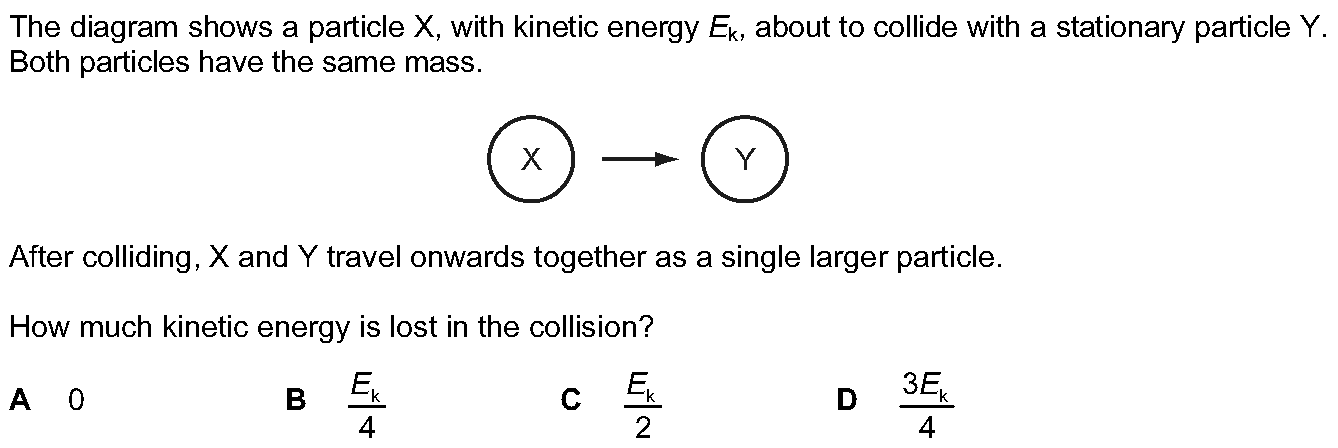 The diagram shows a particle X, with kinetic energy Eₖ, about to collide with a stationary particle Y.
Both particles have the same mass.
X Y
After colliding, X and Y travel onwards together as a single larger particle.
How much kinetic energy is lost in the collision?
A 0 B Eₖ/4 C Eₖ/2 D 3Eₖ/4